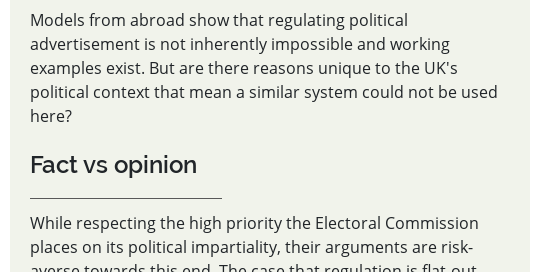 Models from abroad show that regulating political
advertisement is not inherently impossible and working
examples exist. But are there reasons unique to the UK's
political context that mean a similar system could not be used
here?
Fact vs opinion
While respecting the high priority the Electoral Commission
places on its political impartiality, their arguments are risk-
averse towards this end. The case that regulation is flat-out